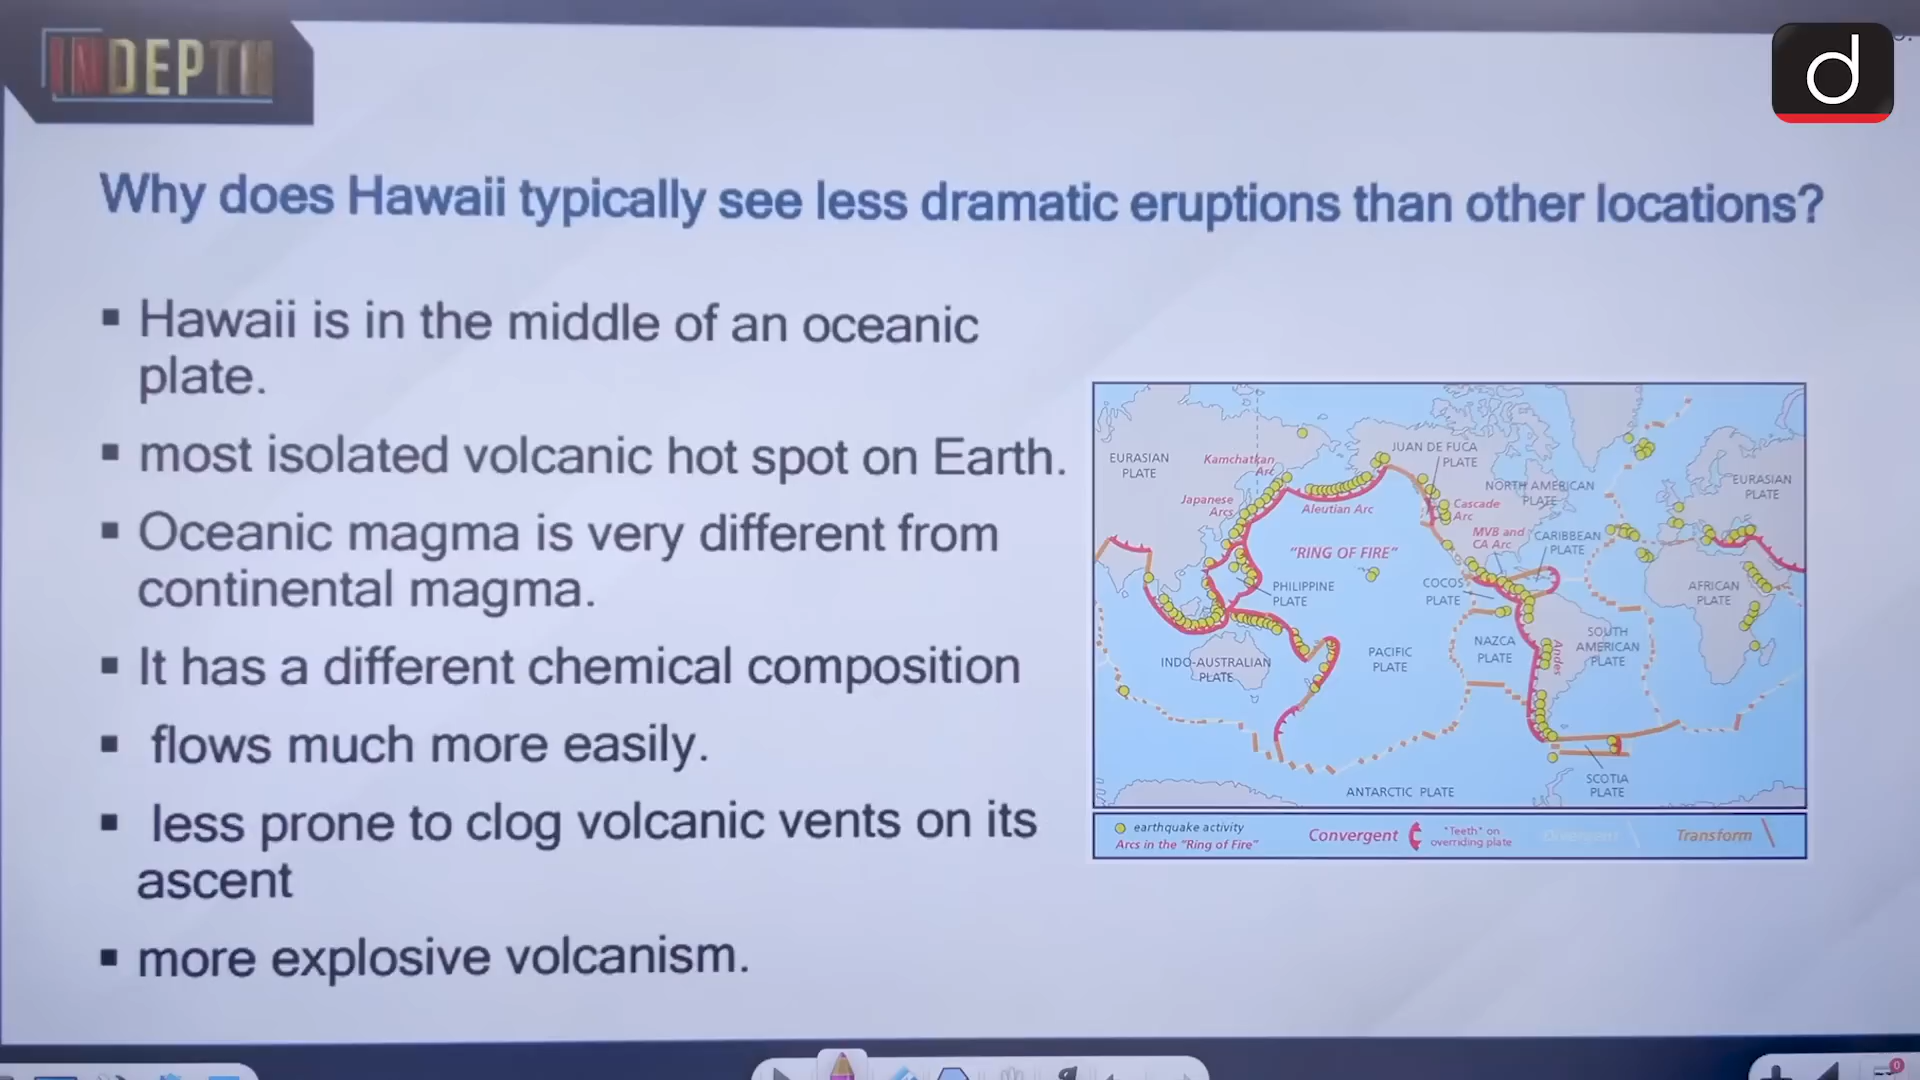 INDEPTH
d
Why does Hawaii typically see less dramatic eruptions than other locations?
▪ Hawaii is in the middle of an oceanic
plate.
▪ most isolated volcanic hot spot on Earth.
▪ Oceanic magma is very different from
continental magma.
▪ It has a different chemical composition
▪ flows much more easily.
▪ less prone to clog volcanic vents on its
ascent
▪ more explosive volcanism.
EURASIAN
PLATE
Kamchatkan
Arc
Japanese
Arcs
Aleutian Arc
JUAN DE FUCA
PLATE
NORTH AMERICAN
PLATE
Cascade
Arc
EURASIAN
PLATE
"RING OF FIRE"
MVB and
CA Arc
CARIBBEAN
PLATE
PHILIPPINE
PLATE
COCOS
PLATE
AFRICAN
PLATE
INDO-AUSTRALIAN
PLATE
PACIFIC
PLATE
NAZCA
PLATE
Andes
SOUTH
AMERICAN
PLATE
ANTARCTIC PLATE
SCOTIA
PLATE
earthquake activity
Arcs in the "Ring of Fire"
Convergent
"Teeth" on
overriding plate
Divergent
Transform
0